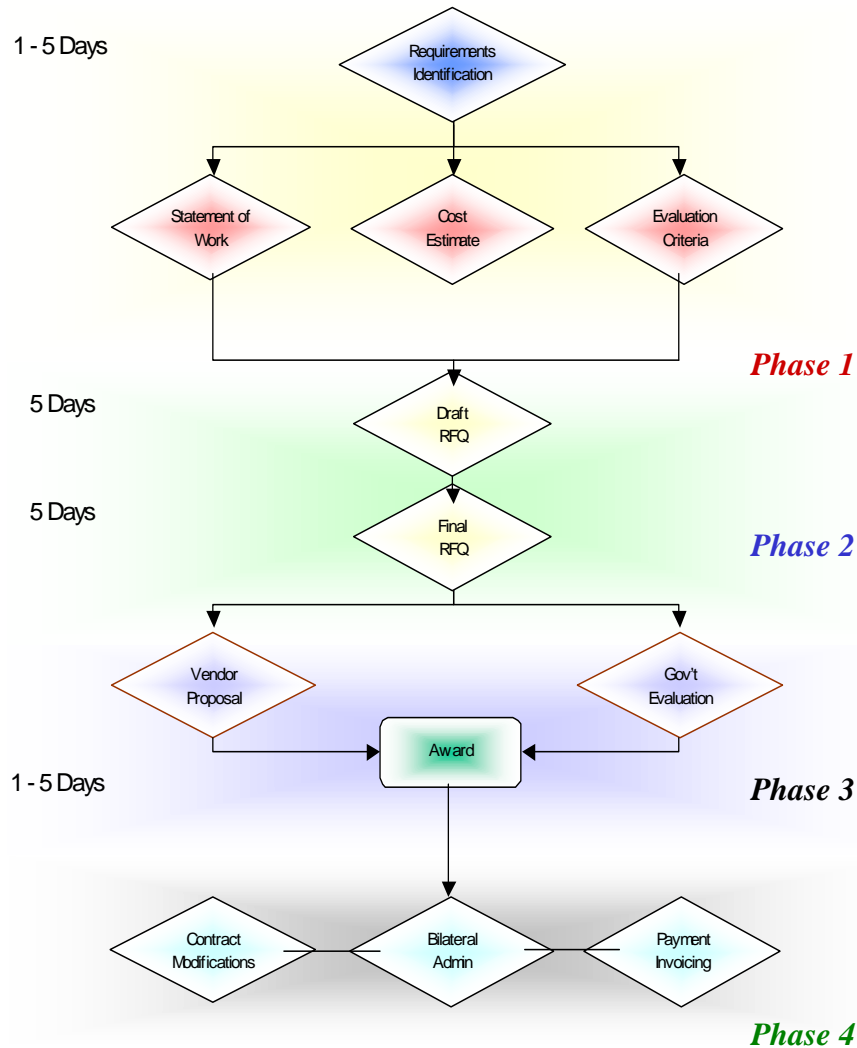 1 - 5 Days
Requirements
Identification
Statement of
Work
Cost
Estimate
Evaluation
Criteria
Phase 1
5 Days
Draft
RFQ
5 Days
Final
RFQ
Phase 2
Vendor
Proposal
Gov't
Evaluation
Award
1 - 5 Days
Phase 3
Contract
Modifications
Bilateral
Admin
Payment
Invoicing
Phase 4